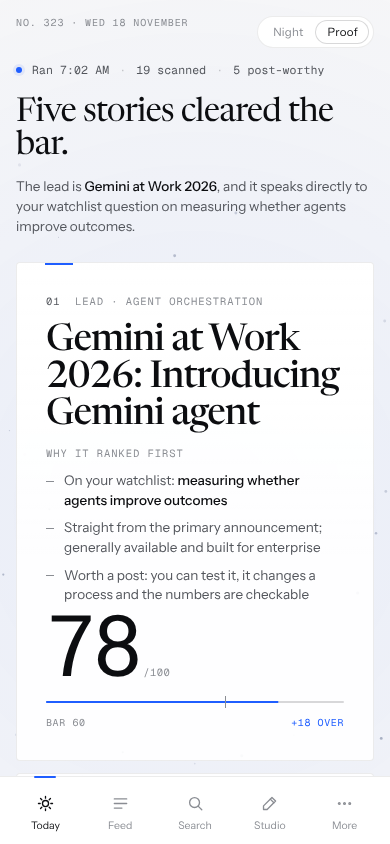 NO. 323 · WED 18 NOVEMBER
Night Proof
Ran 7:02 AM · 19 scanned · 5 post-worthy
Five stories cleared the
bar.
The lead is Gemini at Work 2026, and it speaks directly to
your watchlist question on measuring whether agents
improve outcomes.
01 LEAD · AGENT ORCHESTRATION
Gemini at Work
2026: Introducing
Gemini agent
WHY IT RANKED FIRST
— On your watchlist: measuring whether
agents improve outcomes
— Straight from the primary announcement;
generally available and built for enterprise
— Worth a post: you can test it, it changes a
process and the numbers are checkable
78 /100
BAR 60 +18 OVER
Today Feed Search Studio More